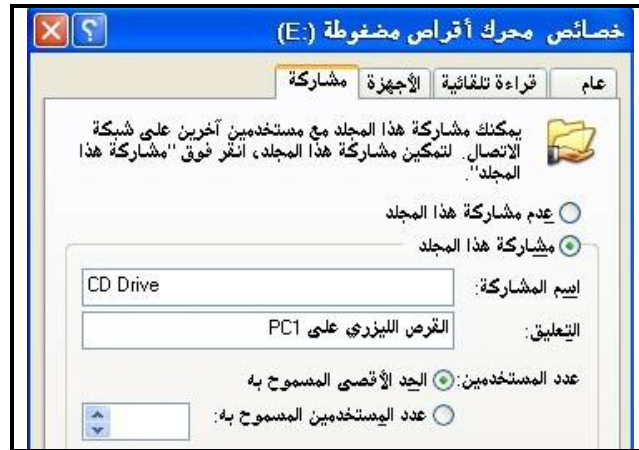 خصائص محرك أقراص مضغوطة (E:)
عام
قراءة تلقائية
الأجهزة
مشاركة
يمكنك مشاركة هذا المجلد مع مستخدمين آخرين على شبكة
الاتصال. لتمكين مشاركة هذا المجلد، انقر فوق "مشاركة هذا
المجلد".
عدم مشاركة هذا المجلد
مشاركة هذا المجلد
اسم المشاركة: CD Drive
التعليق: القرص الليزري على PC1
عدد المستخدمين: الحد الأقصى المسموح به
عدد المستخدمين المسموح به: